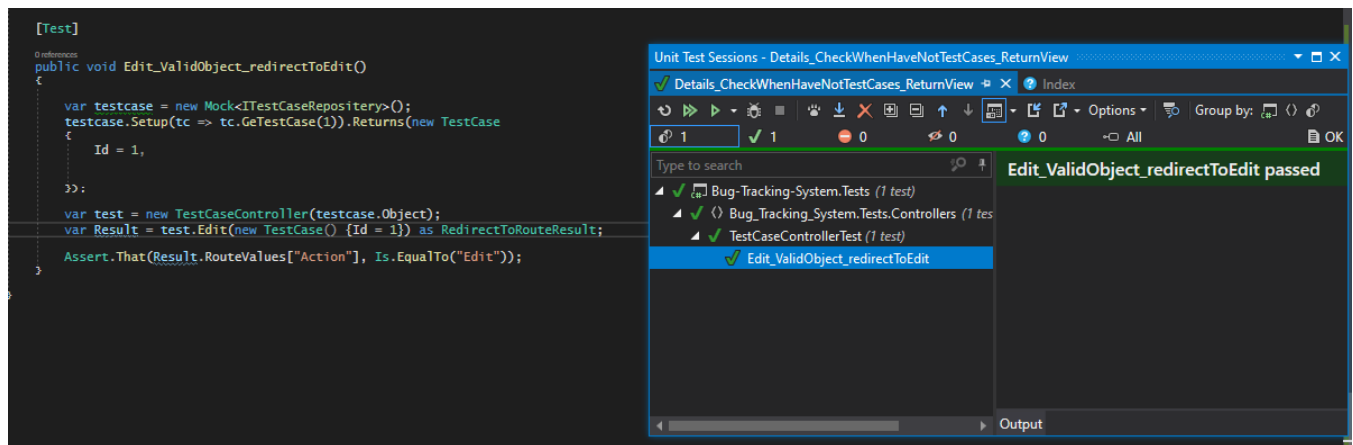 [Test]
0 references
public void Edit_ValidObject_redirectToEdit()
{
var testcase = new Mock<ITestCaseRepositery>();
testcase.Setup(tc => tc.GeTestCase(1)).Returns(new TestCase
{
Id = 1,
});
var test = new TestCaseController(testcase.Object);
var Result = test.Edit(new TestCase() {Id = 1}) as RedirectToRouteResult;
Assert.That(Result.RouteValues["Action"], Is.EqualTo("Edit"));
}
}
Unit Test Sessions - Details_CheckWhenHaveNotTestCases_ReturnView
Details_CheckWhenHaveNotTestCases_ReturnView Index
Options Group by:
1 1 0 0 0 All OK
Type to search
Bug-Tracking-System.Tests (1 test)
Bug_Tracking_System.Tests.Controllers (1 tes
TestCaseControllerTest (1 test)
Edit_ValidObject_redirectToEdit
Edit_ValidObject_redirectToEdit passed
Output